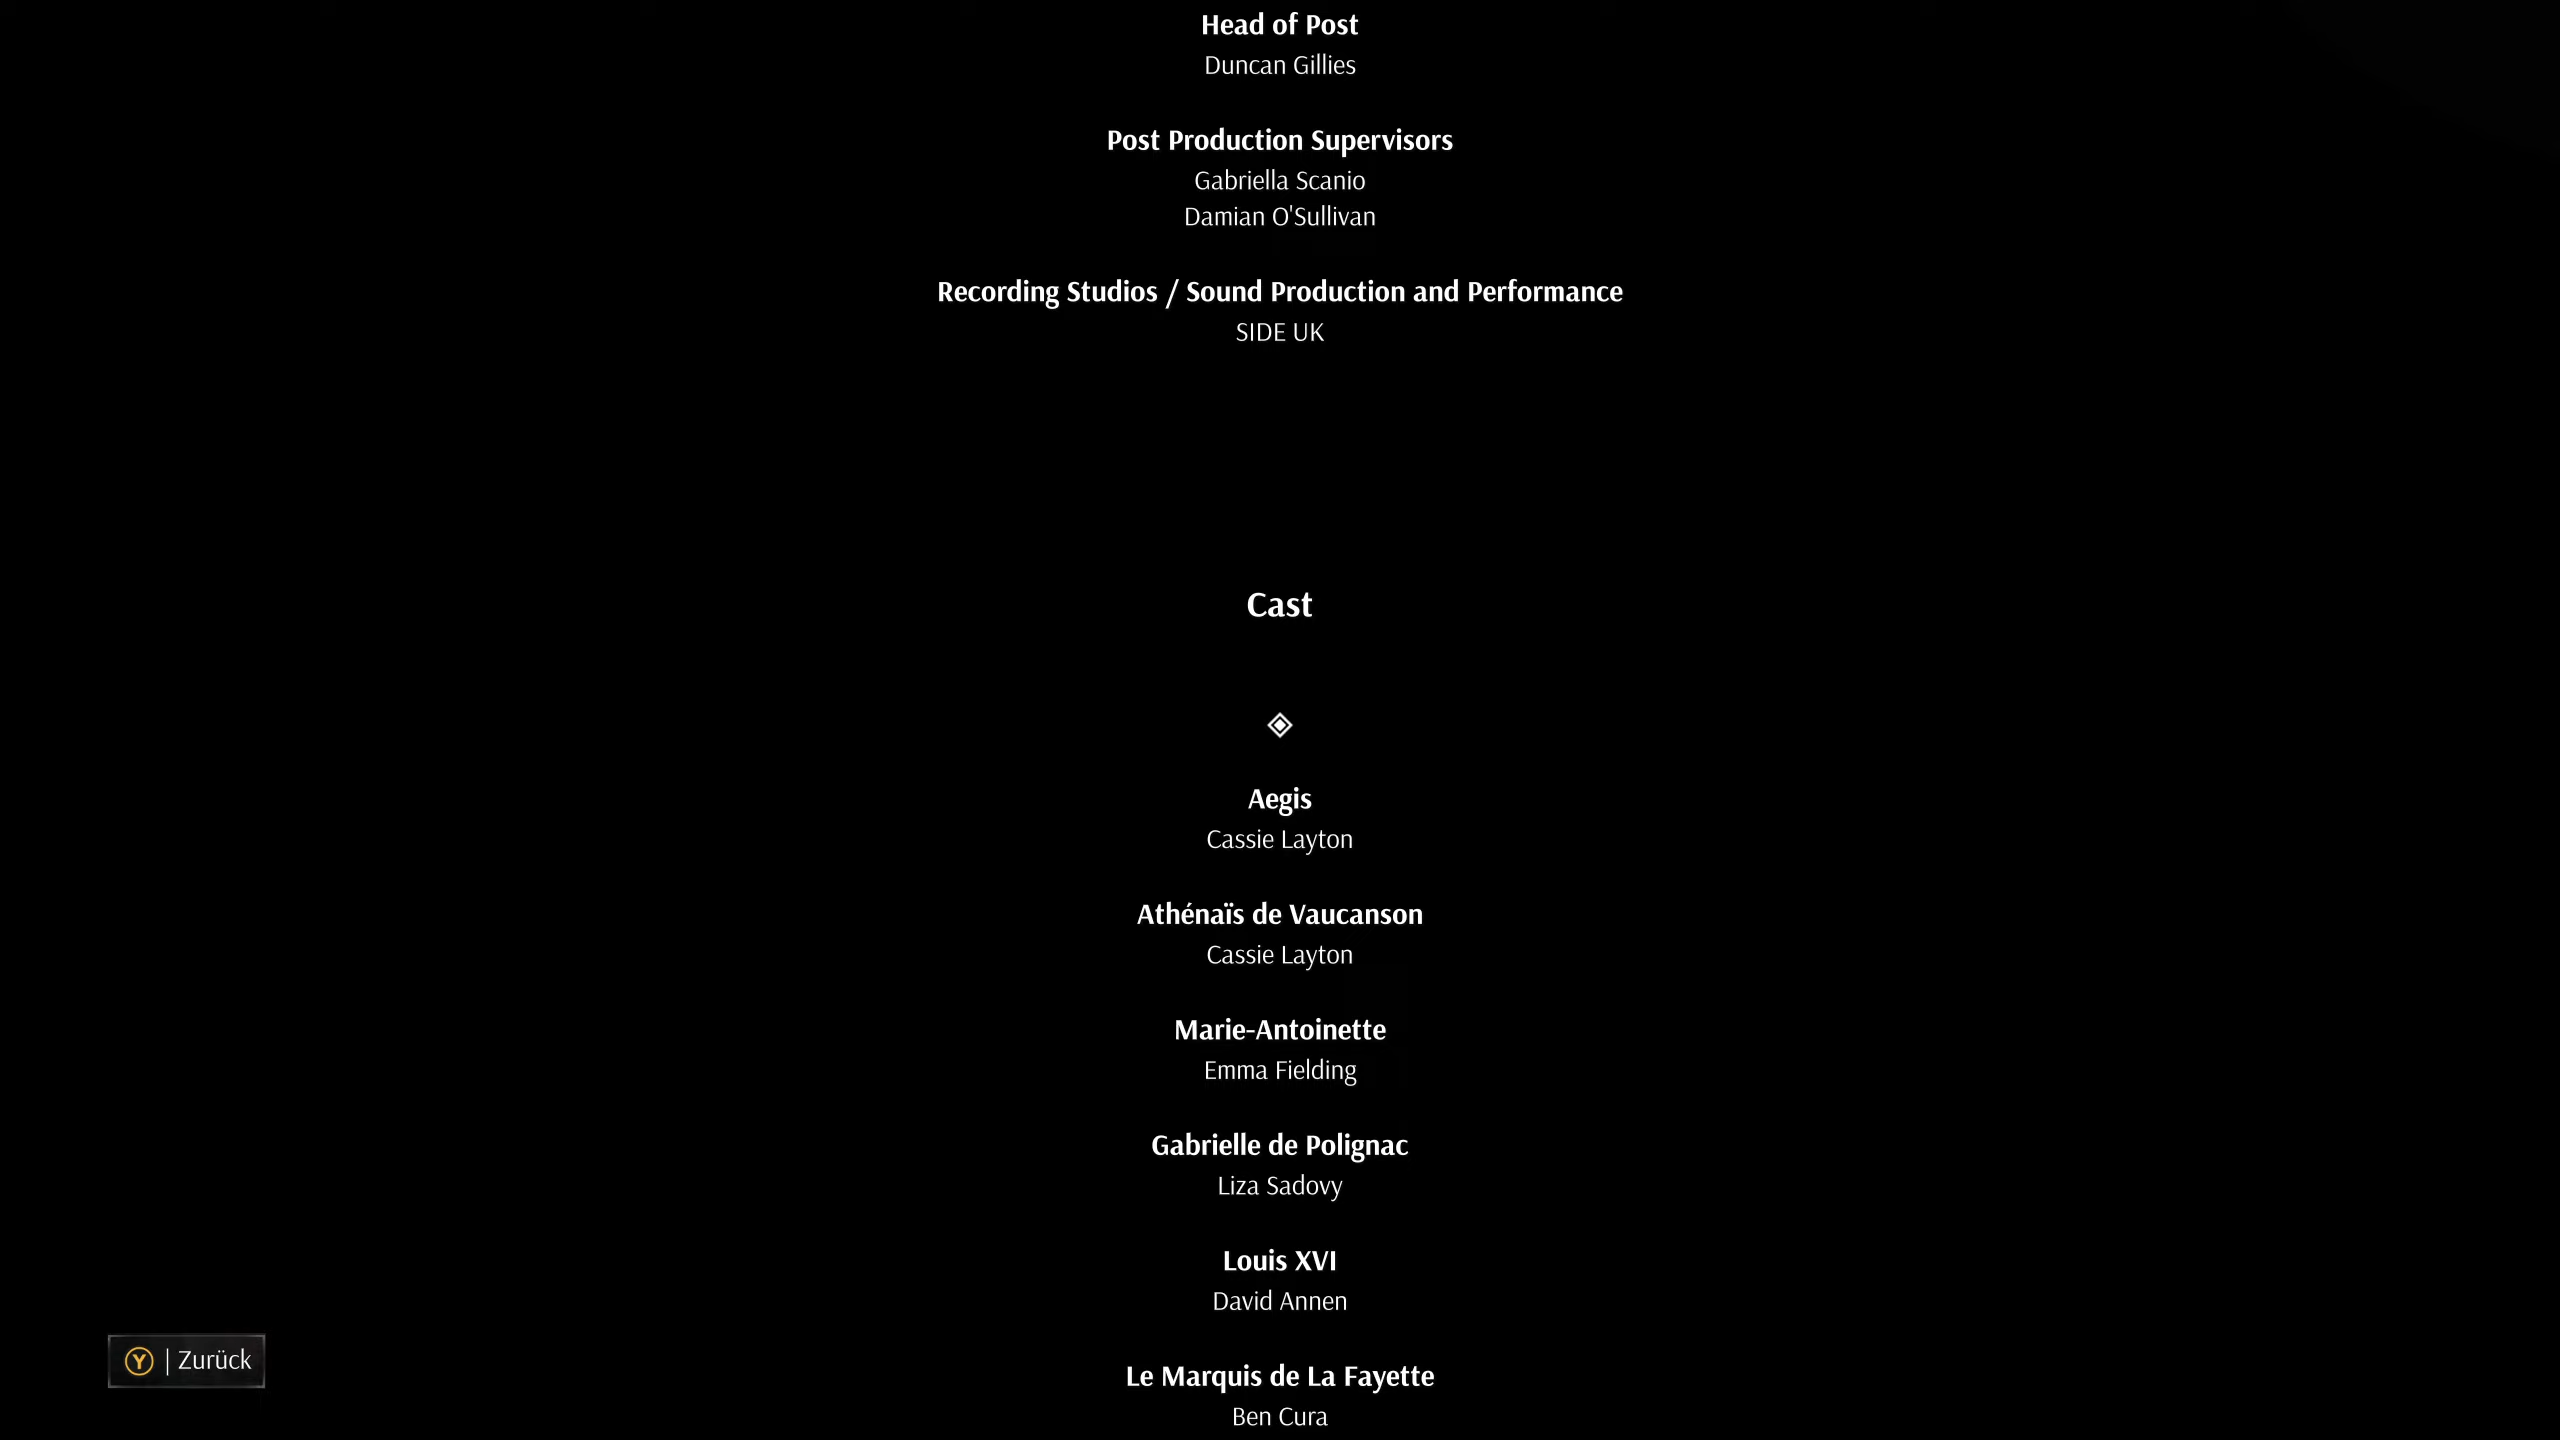 Head of Post
Duncan Gillies
Post Production Supervisors
Gabriella Scanio
Damian O'Sullivan
Recording Studios / Sound Production and Performance
SIDE UK
Cast
Aegis
Cassie Layton
Athénaïs de Vaucanson
Cassie Layton
Marie-Antoinette
Emma Fielding
Gabrielle de Polignac
Liza Sadovy
Louis XVI
David Annen
Le Marquis de La Fayette
Ben Cura
Y | Zurück